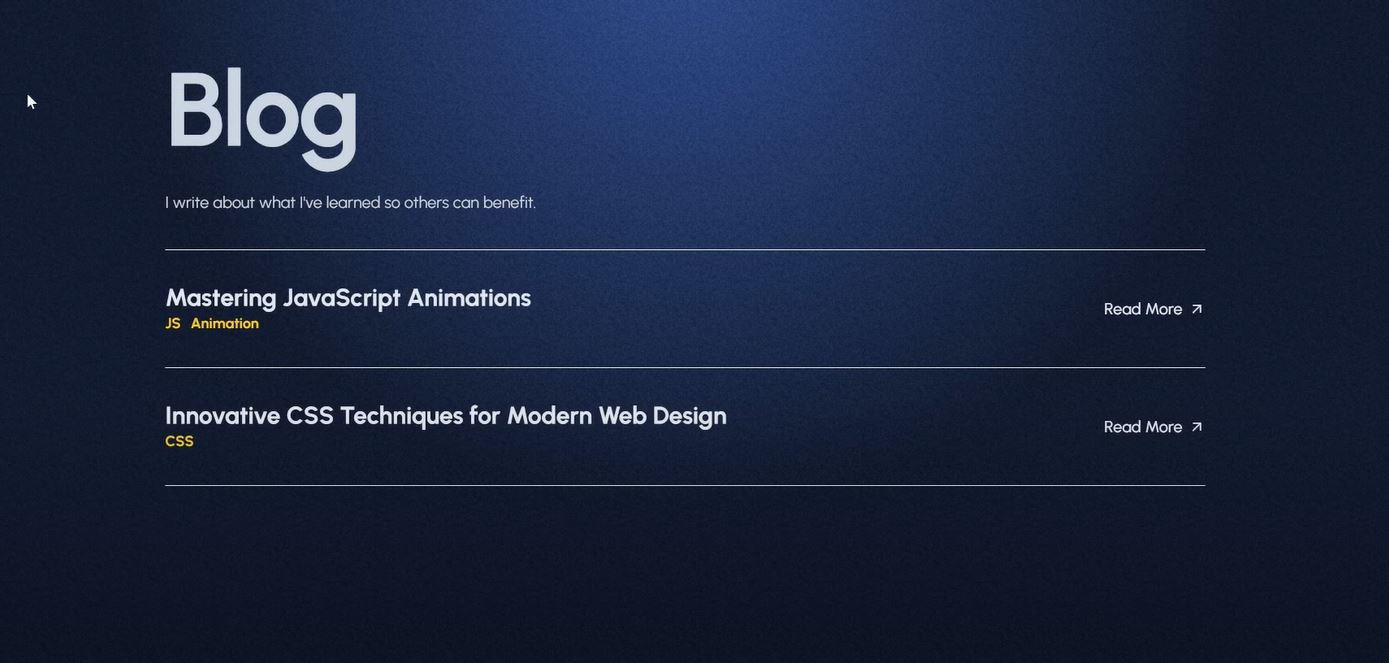 Blog
I write about what I've learned so others can benefit.
Mastering JavaScript Animations
JS Animation
Read More
Innovative CSS Techniques for Modern Web Design
CSS
Read More